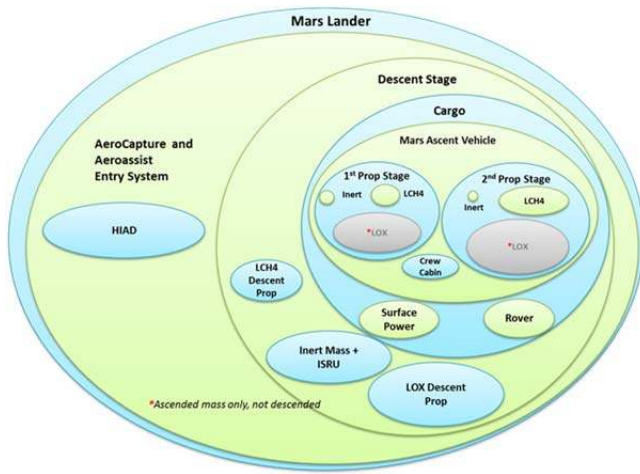 Mars Lander
Descent Stage
Cargo
Mars Ascent Vehicle
AeroCapture and
Aeroassist
Entry System
HIAD
1st Prop Stage
Inert
LCH4
*LOX
2nd Prop Stage
Inert
LCH4
*LOX
Crew
Cabin
LCH4
Descent
Prop
Surface
Power
Rover
Inert Mass +
ISRU
LOX Descent
Prop
*Ascended mass only, not descended